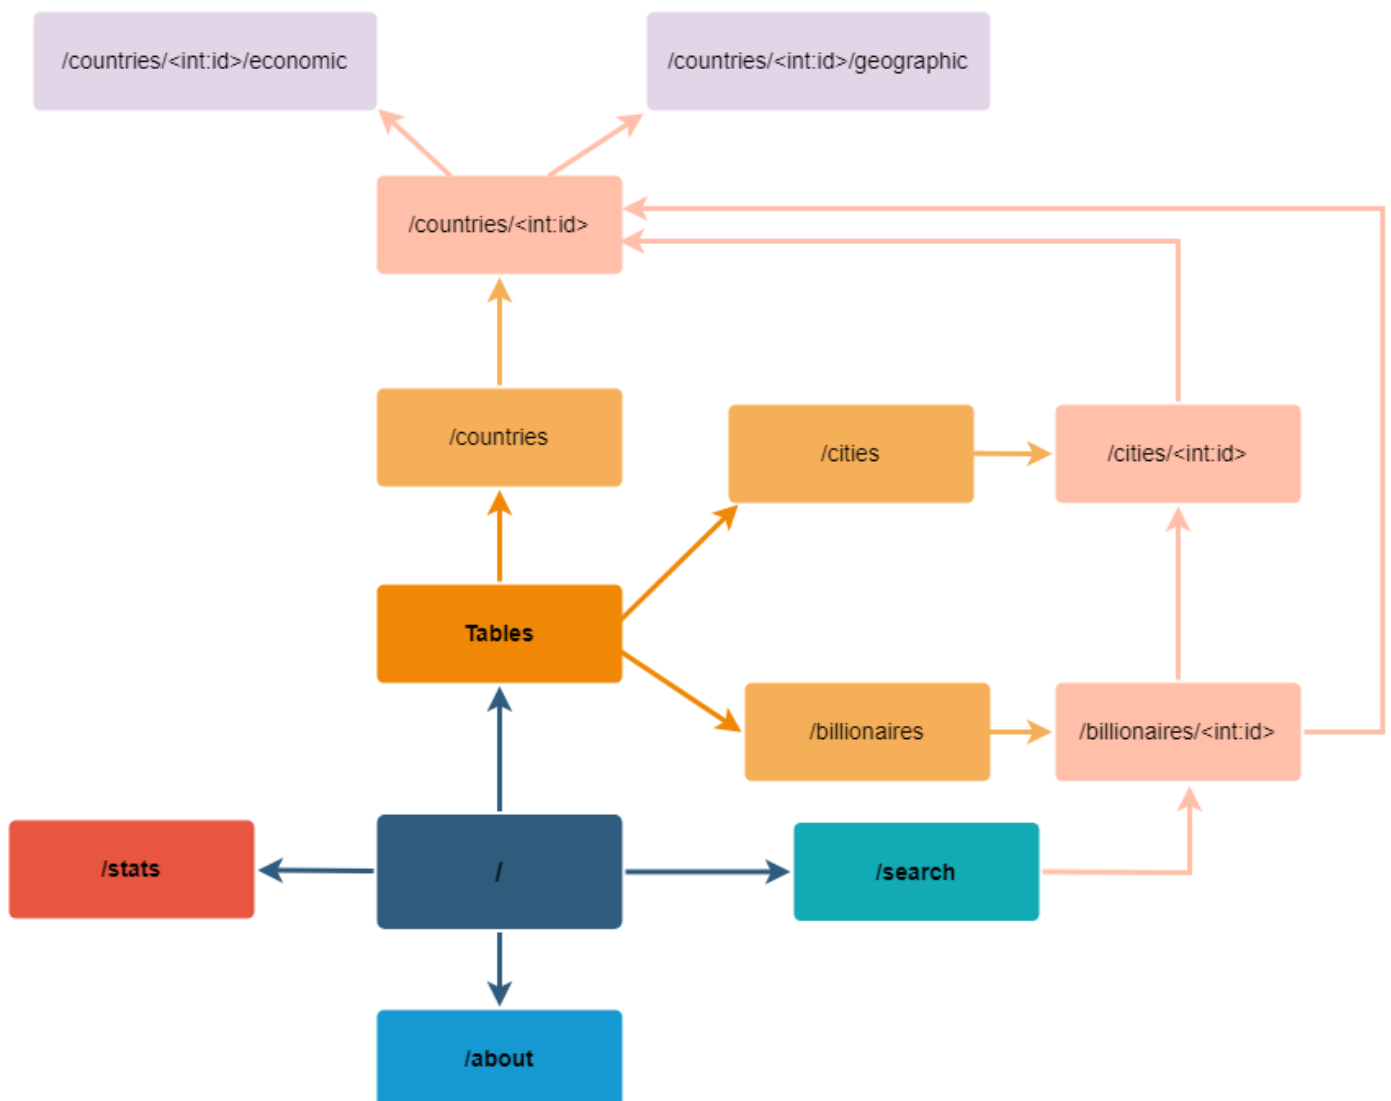 /countries/<int:id>/economic
/countries/<int:id>/geographic
/countries/<int:id>
/countries
/cities
/cities/<int:id>
Tables
/billionaires
/billionaires/<int:id>
/stats
/
/search
/about